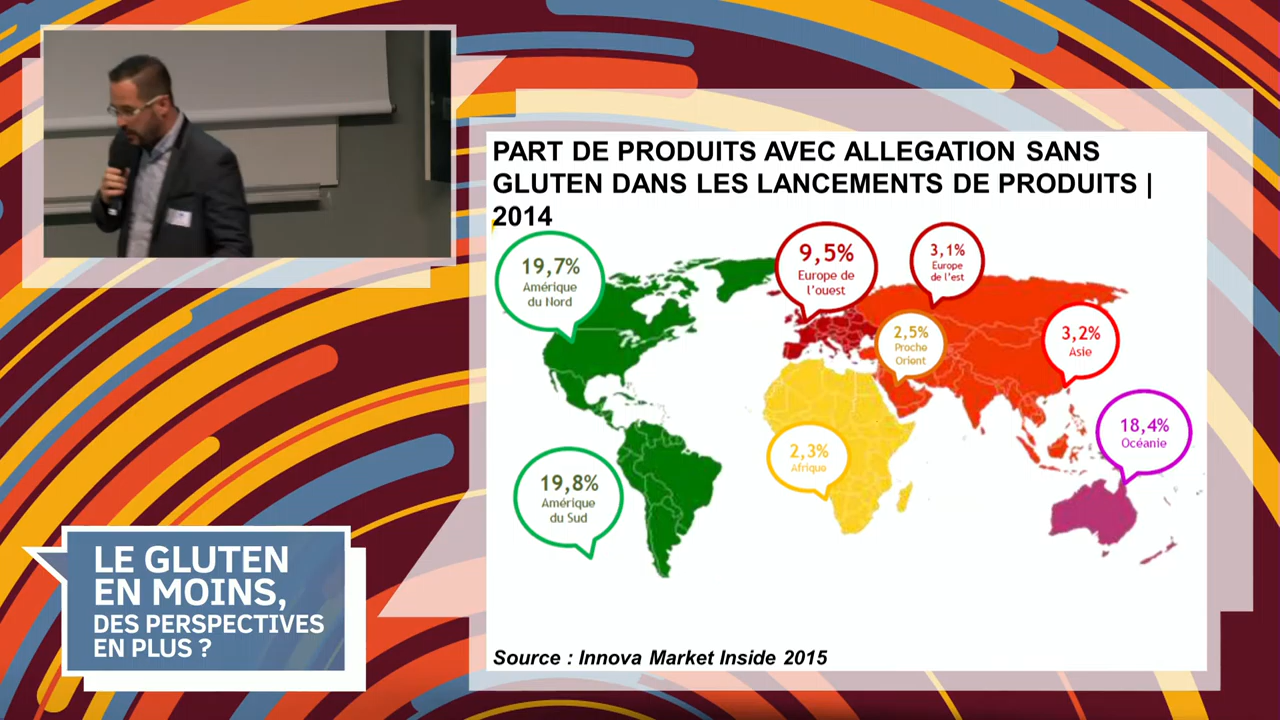 PART DE PRODUITS AVEC ALLEGATION SANS
GLUTEN DANS LES LANCEMENTS DE PRODUITS |
2014
19,7%
Amérique
du Nord
9,5%
Europe de
l'ouest
3,1%
Europe
de l'est
2,5%
Proche
Orient
3,2%
Asie
18,4%
Océanie
2,3%
Afrique
19,8%
Amérique
du Sud
Source : Innova Market Inside 2015
LE GLUTEN
EN MOINS,
DES PERSPECTIVES
EN PLUS ?